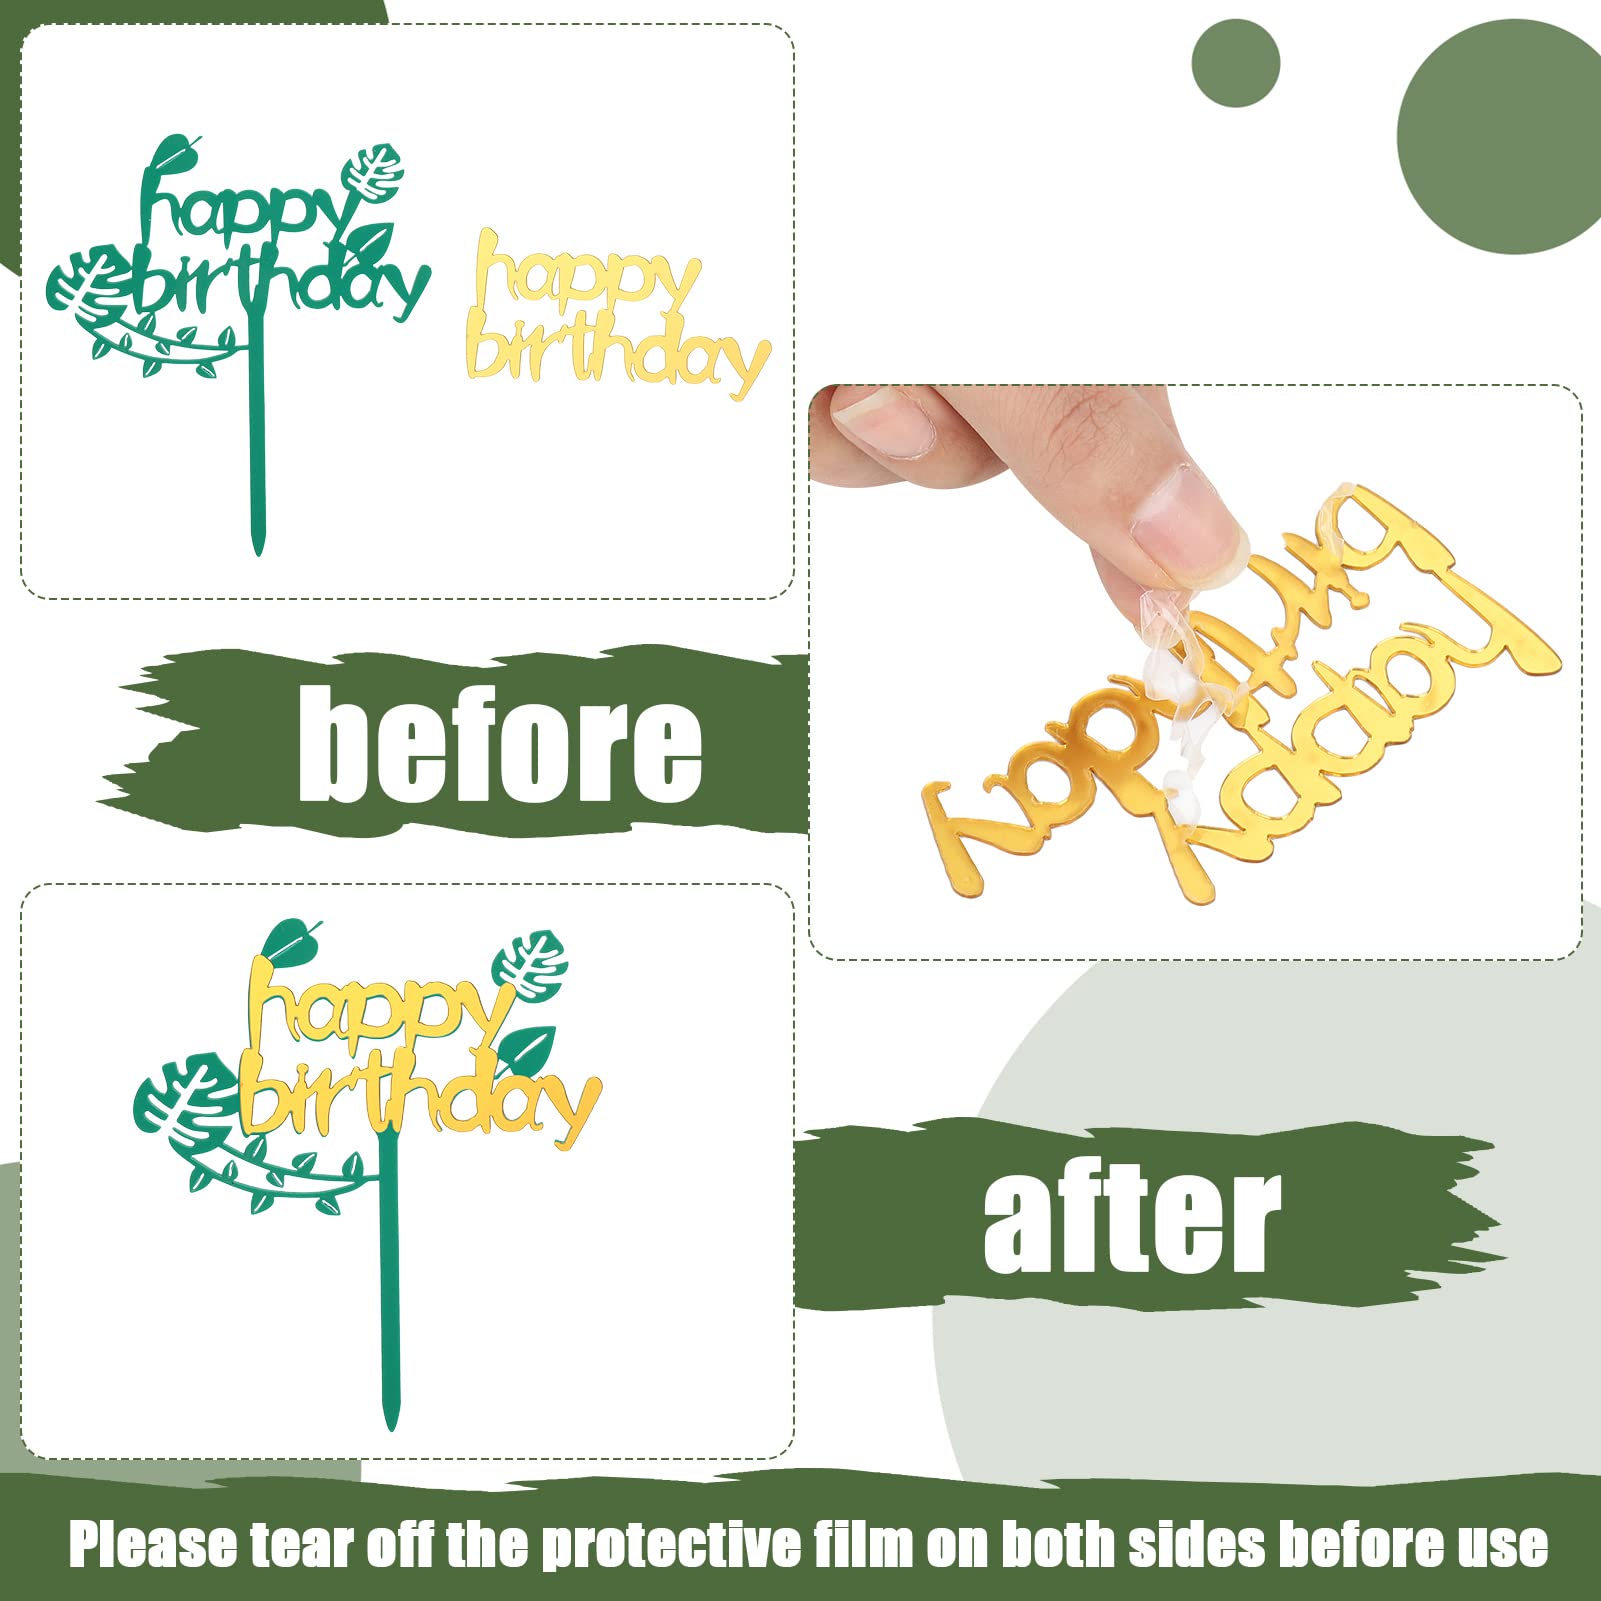 happy
birthday
happy
birthday
before
happy
birthday
happy
birthday
after
Please tear off the protective film on both sides before use